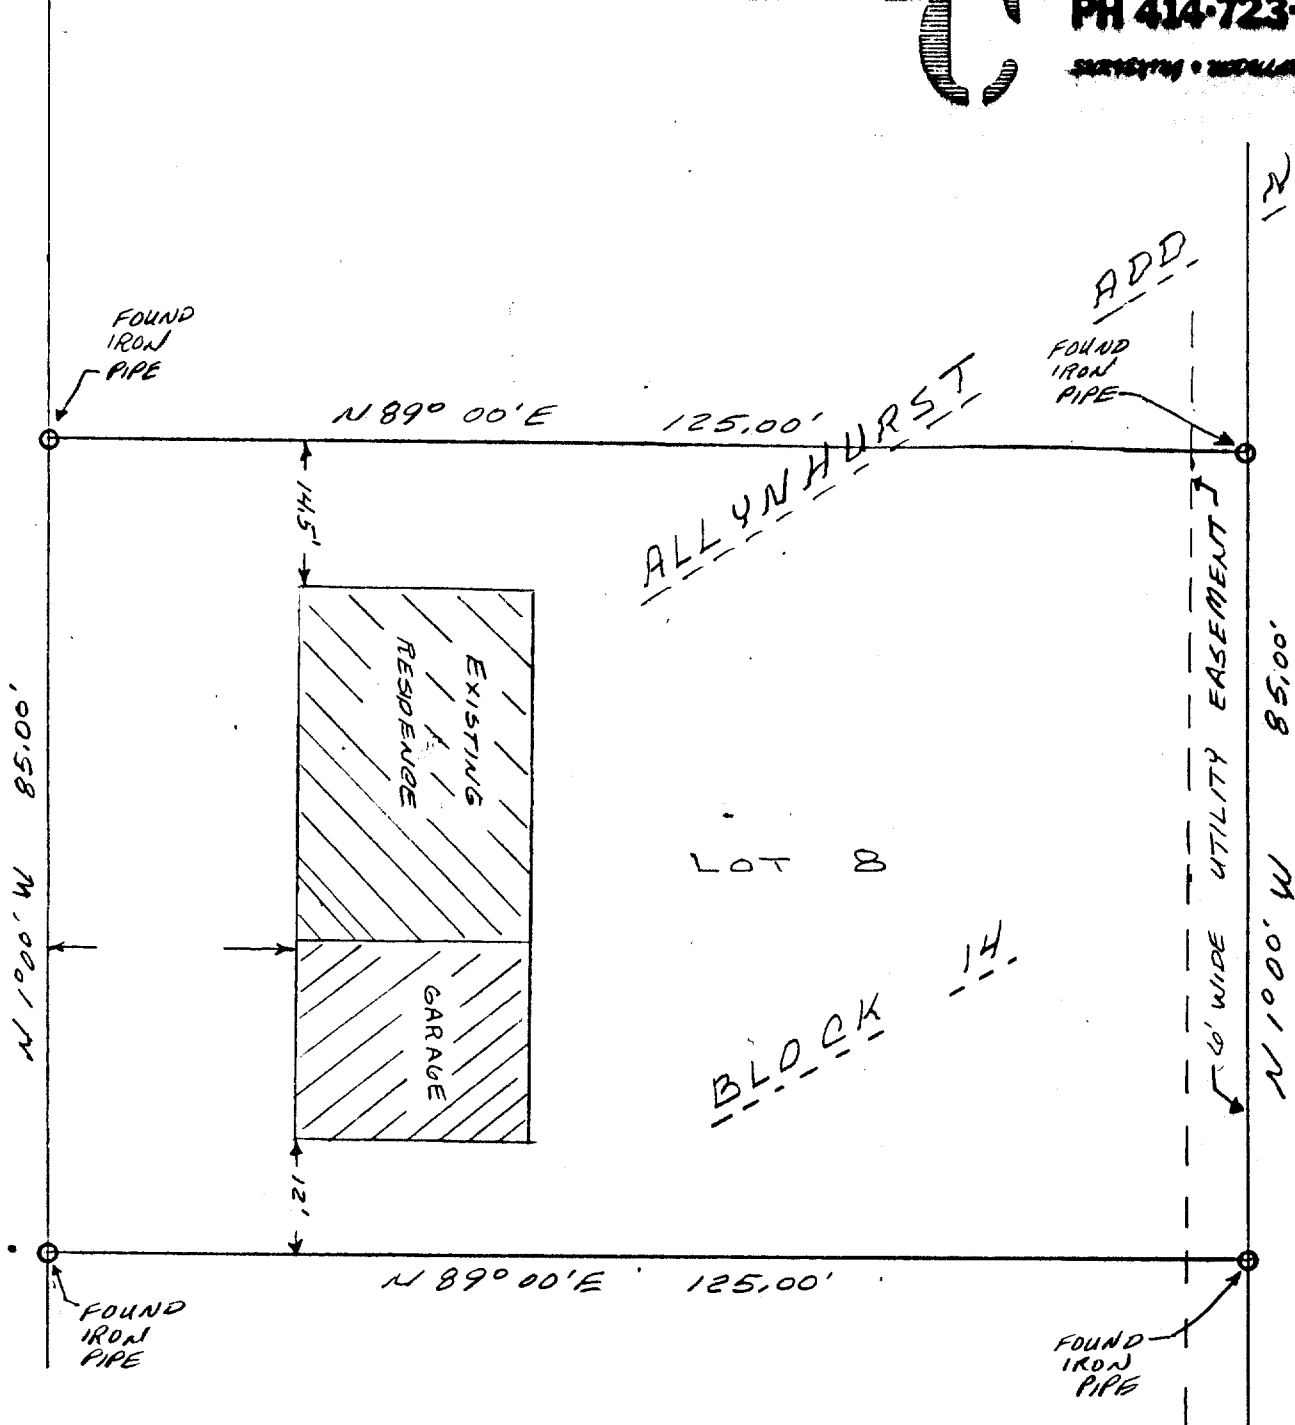 PH 414·723·
ADD
FOUND
IRON
PIPE
FOUND
IRON
PIPE
N 89° 00' E 125.00'
ALLYNHURST
14.5'
EXISTING
RESIDENCE
6' WIDE UTILITY EASEMENT
N 1° 00' W 85.00'
N 1° 00' W 85.00'
LOT 8
GARAGE
BLOCK 14
12'
N 89° 00' E 125.00'
FOUND
IRON
PIPE
FOUND
IRON
PIPE